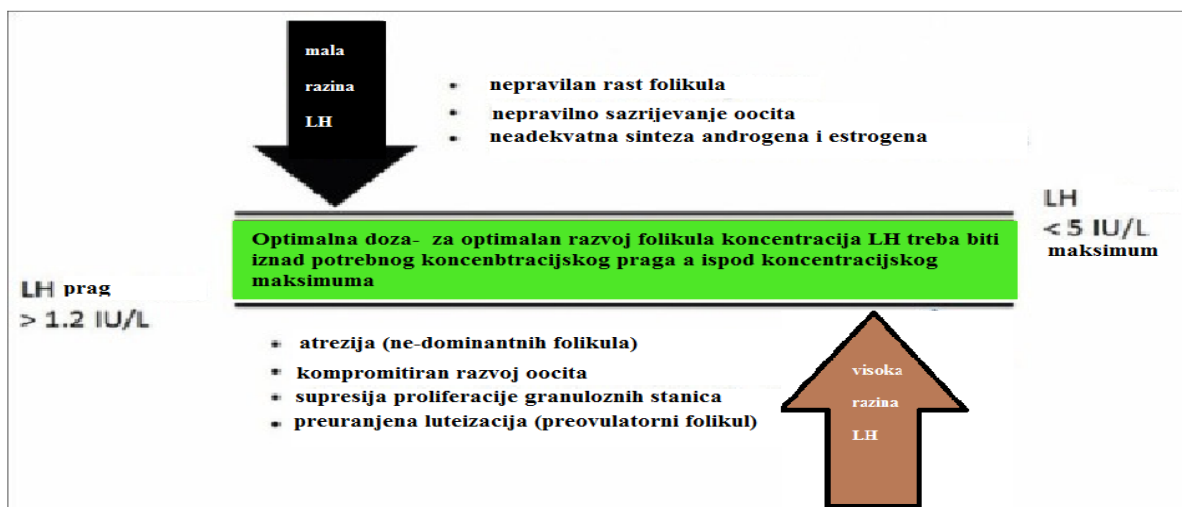 mala
razina
LH
• nepravilan rast folikula
• nepravilno sazrijevanje oocita
• neadekvatna sinteza androgena i estrogena
LH
< 5 IU/L
maksimum
Optimalna doza- za optimalan razvoj folikula koncentracija LH treba biti
iznad potrebnog koncenbtracijskog praga a ispod koncentracijskog
maksimuma
LH prag
> 1.2 IU/L
• atrezija (ne-dominantnih folikula)
• kompromitiran razvoj oocita
• supresija proliferacije granuloznih stanica
• preuranjena luteizacija (preovulatorni folikul)
visoka
razina
LH